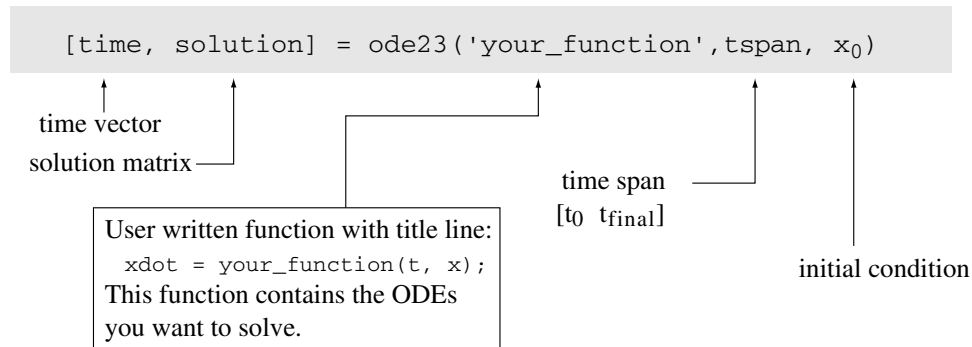 [time, solution] = ode23('your_function',tspan, x0)
time vector
solution matrix
time span
[t0 tfinal]
User written function with title line:
xdot = your_function(t, x);
This function contains the ODEs
you want to solve.
initial condition